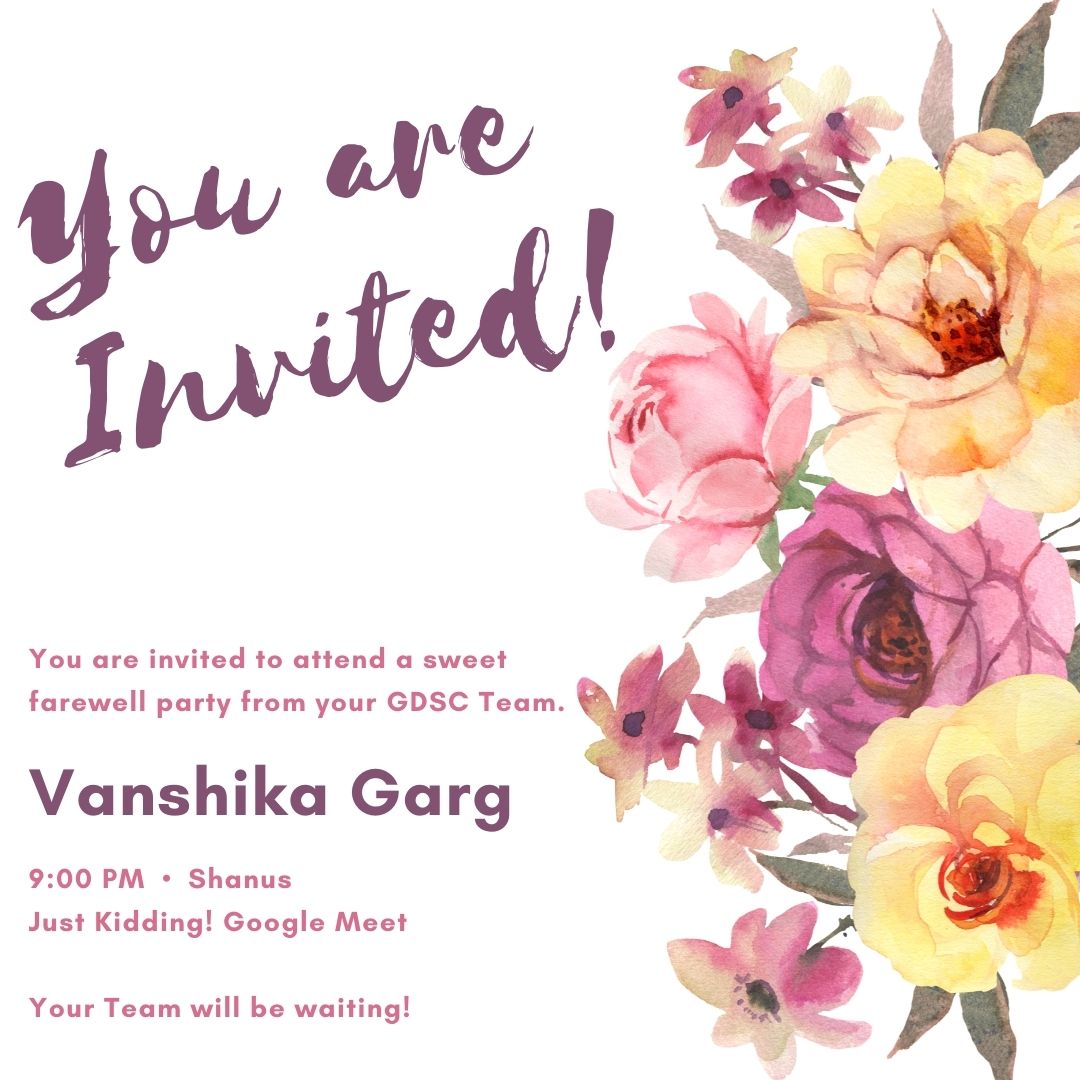 You are
Invited!
You are invited to attend a sweet
farewell party from your GDSC Team.
Vanshika Garg
9:00 PM • Shanus
Just Kidding! Google Meet
Your Team will be waiting!